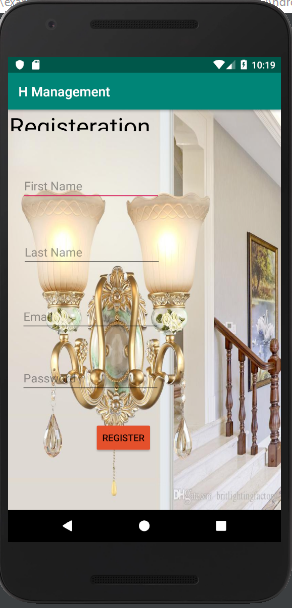 10:19
H Management
Registeration
First Name
Last Name
Email
Password
REGISTER